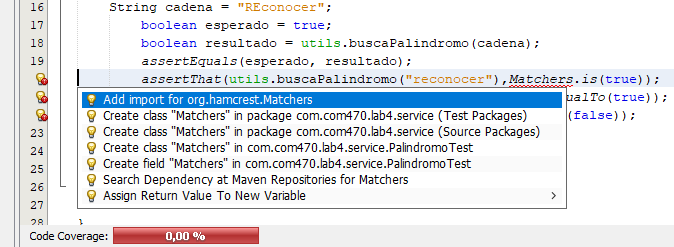 16 String cadena = "REconocer";
17 boolean esperado = true;
18 boolean resultado = utils.buscaPalindromo(cadena);
19 assertEquals(esperado, resultado);
assertThat(utils.buscaPalindromo("reconocer"),Matchers.is(true));
Add import for org.hamcrest.Matchers
ualTo(true));
Create class "Matchers" in package com.com470.lab4.service (Test Packages)
(false));
23 Create class "Matchers" in package com.com470.lab4.service (Source Packages)
24 Create class "Matchers" in com.com470.lab4.service.PalindromoTest
25 Create field "Matchers" in com.com470.lab4.service.PalindromoTest
Search Dependency at Maven Repositories for Matchers
26 Assign Return Value To New Variable
27
28 }
Code Coverage: 0,00 %